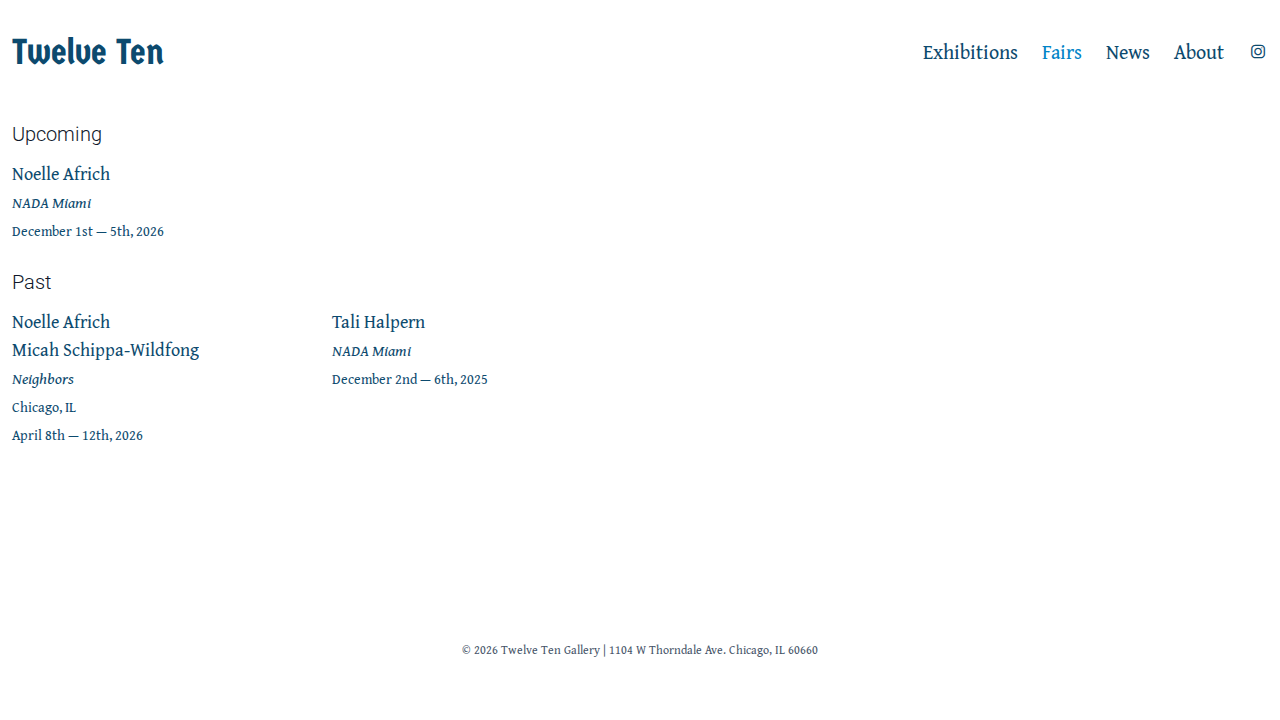 Twelve Ten
Exhibitions Fairs News About
Upcoming
Noelle Africh
NADA Miami
December 1st — 5th, 2026
Past
Noelle Africh
Micah Schippa-Wildfong
Neighbors
Chicago, IL
April 8th — 12th, 2026
Tali Halpern
NADA Miami
December 2nd — 6th, 2025
© 2026 Twelve Ten Gallery | 1104 W Thorndale Ave. Chicago, IL 60660